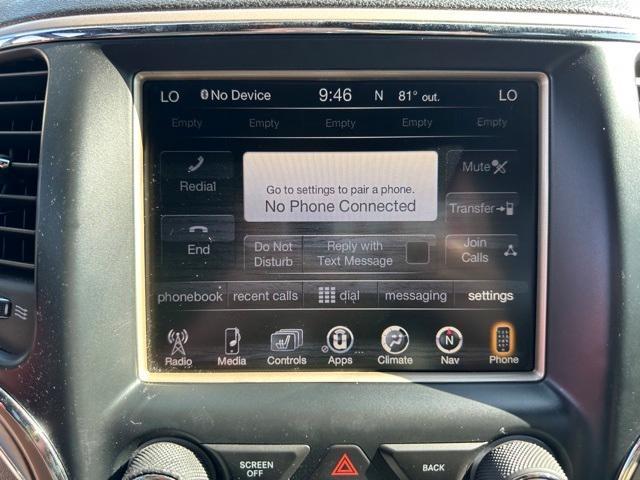 LO No Device 9:46 N 81° out. LO
Empty Empty Empty Empty Empty
Redial
Go to settings to pair a phone.
No Phone Connected
Mute
Transfer
End
Do Not
Disturb
Reply with
Text Message
Join
Calls
phonebook recent calls dial messaging settings
Radio Media Controls Apps Climate N Nav Phone
SCREEN
OFF
BACK